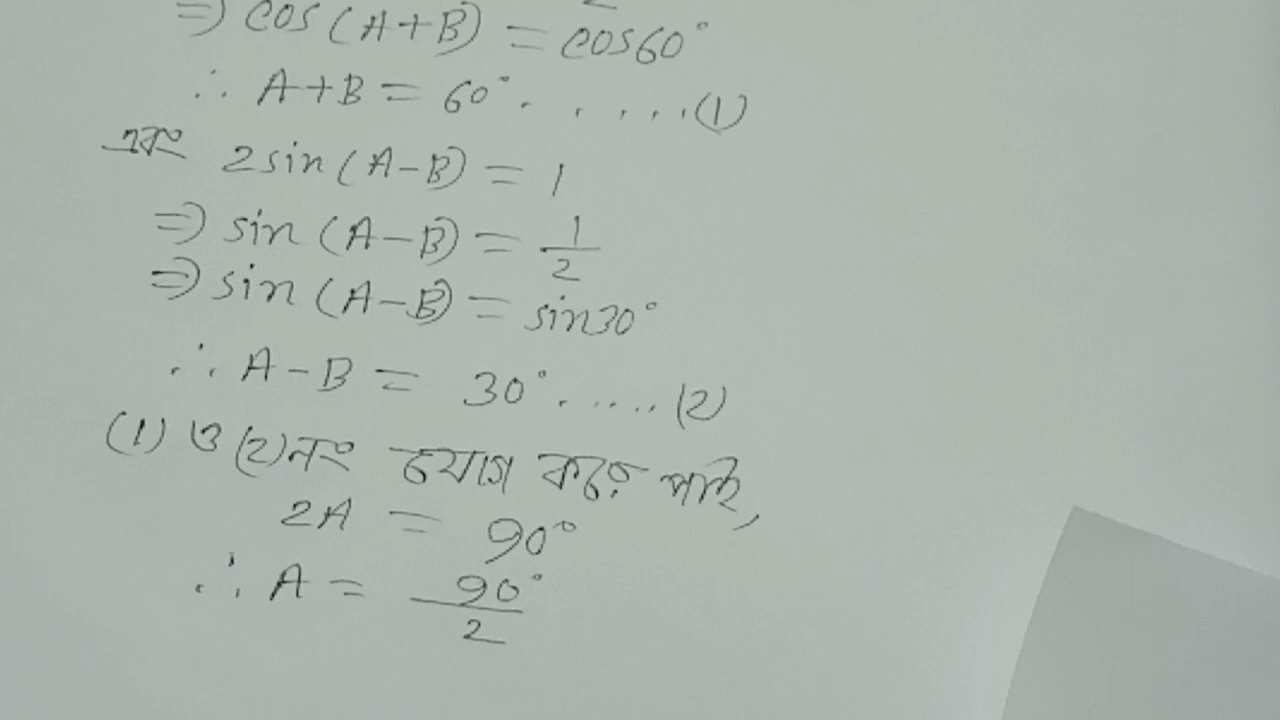 ⇒ cos (A+B) = cos60°
∴ A+B = 60° . . . . . . (1)
এবং 2sin (A-B) = 1
⇒ sin (A-B) = 1/2
⇒ sin (A-B) = sin30°
∴ A-B = 30° . . . . . (2)
(1) ও (2)নং যোগ করে পাই,
2A = 90°
∴ A = 90°/2